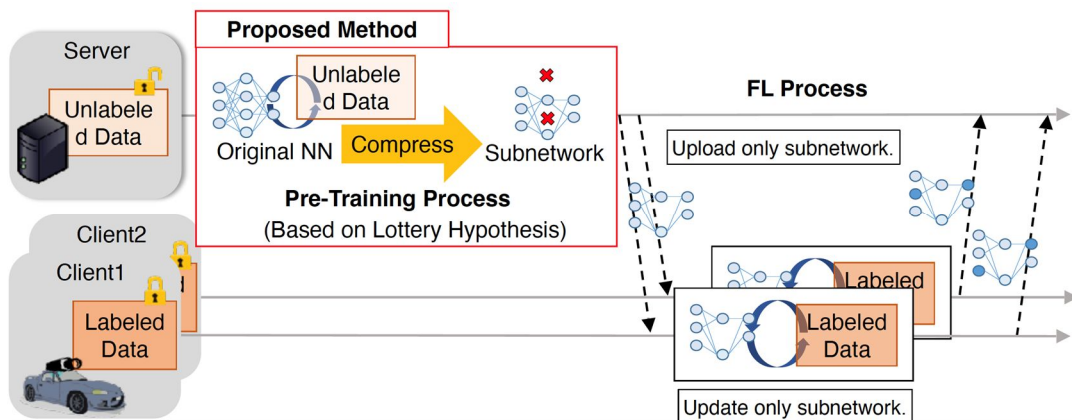 Server
Unlabele
d Data
Proposed Method
Unlabele
d Data
Original NN
Compress
Subnetwork
Pre-Training Process
(Based on Lottery Hypothesis)
FL Process
Upload only subnetwork.
Client2
Client1
d
Labeled
Data
Labeled
Labeled
Data
Update only subnetwork.